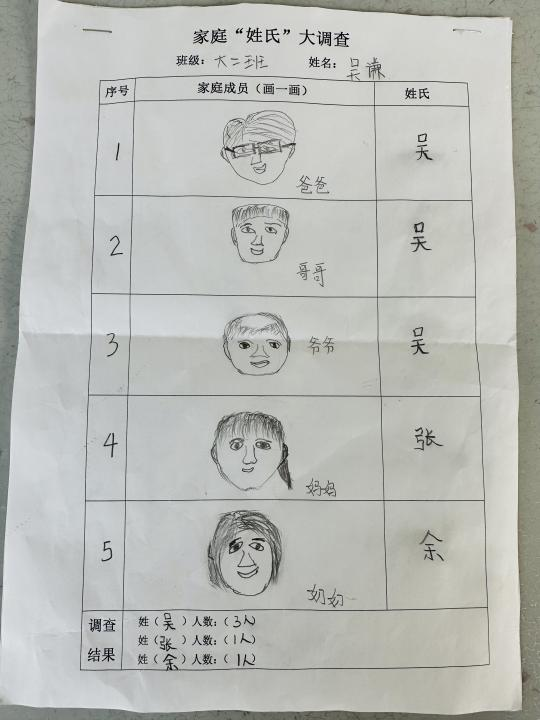 家庭“姓氏”大调查
班级：大二班 姓名：吴谦
序号 家庭成员（画一画） 姓氏
1 爸爸 吴
2 哥哥 吴
3 爷爷 吴
4 妈妈 张
5 奶奶 余
调查结果
姓（吴）人数：（3人）
姓（张）人数：（1人）
姓（余）人数：（1人）